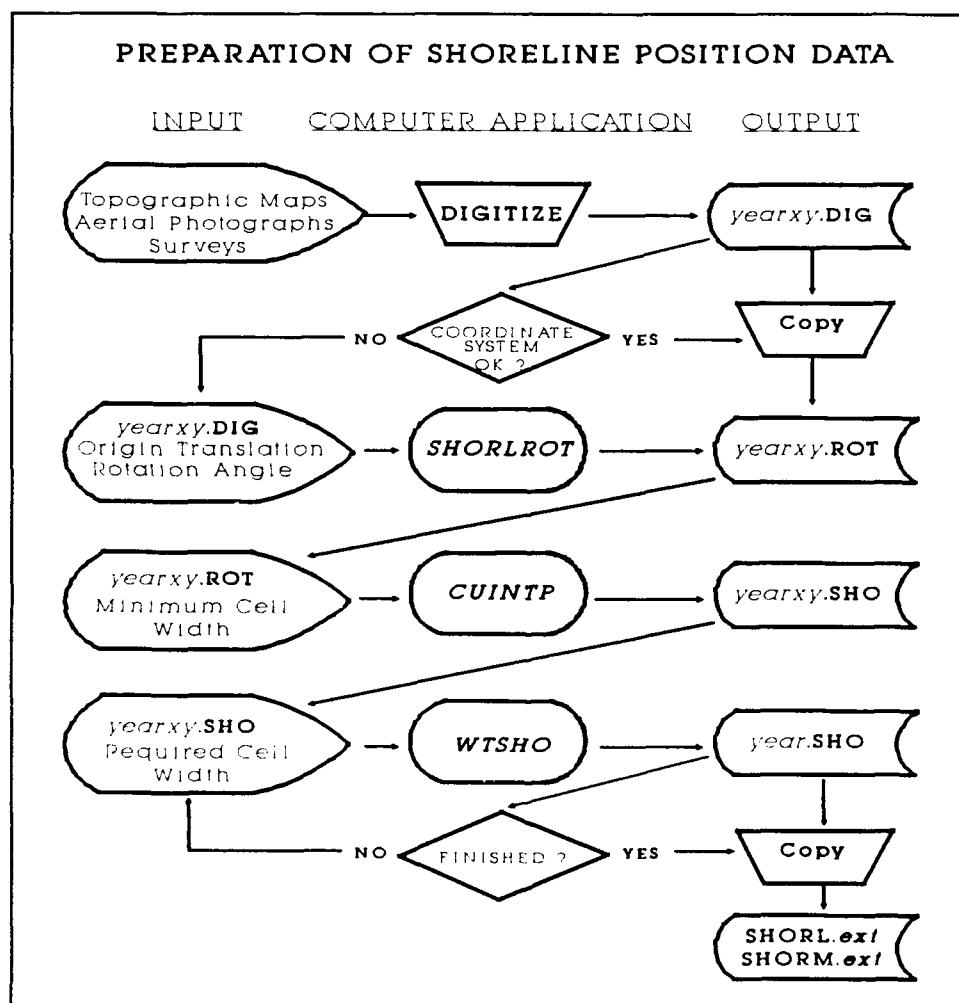 PREPARATION OF SHORELINE POSITION DATA
INPUT COMPUTER APPLICATION OUTPUT
Topographic Maps
Aerial Photographs
Surveys
DIGITIZE
yearxy.DIG
COORDINATE
SYSTEM
OK ?
NO
YES
Copy
yearxy.DIG
Origin Translation
Rotation Angle
SHORLROT
yearxy.ROT
yearxy.ROT
Minimum Cell
Width
CUINTP
yearxy.SHO
yearxy.SHO
Required Cell
Width
WTSHO
year.SHO
NO
FINISHED ?
YES
Copy
SHORL.ext
SHORM.ext